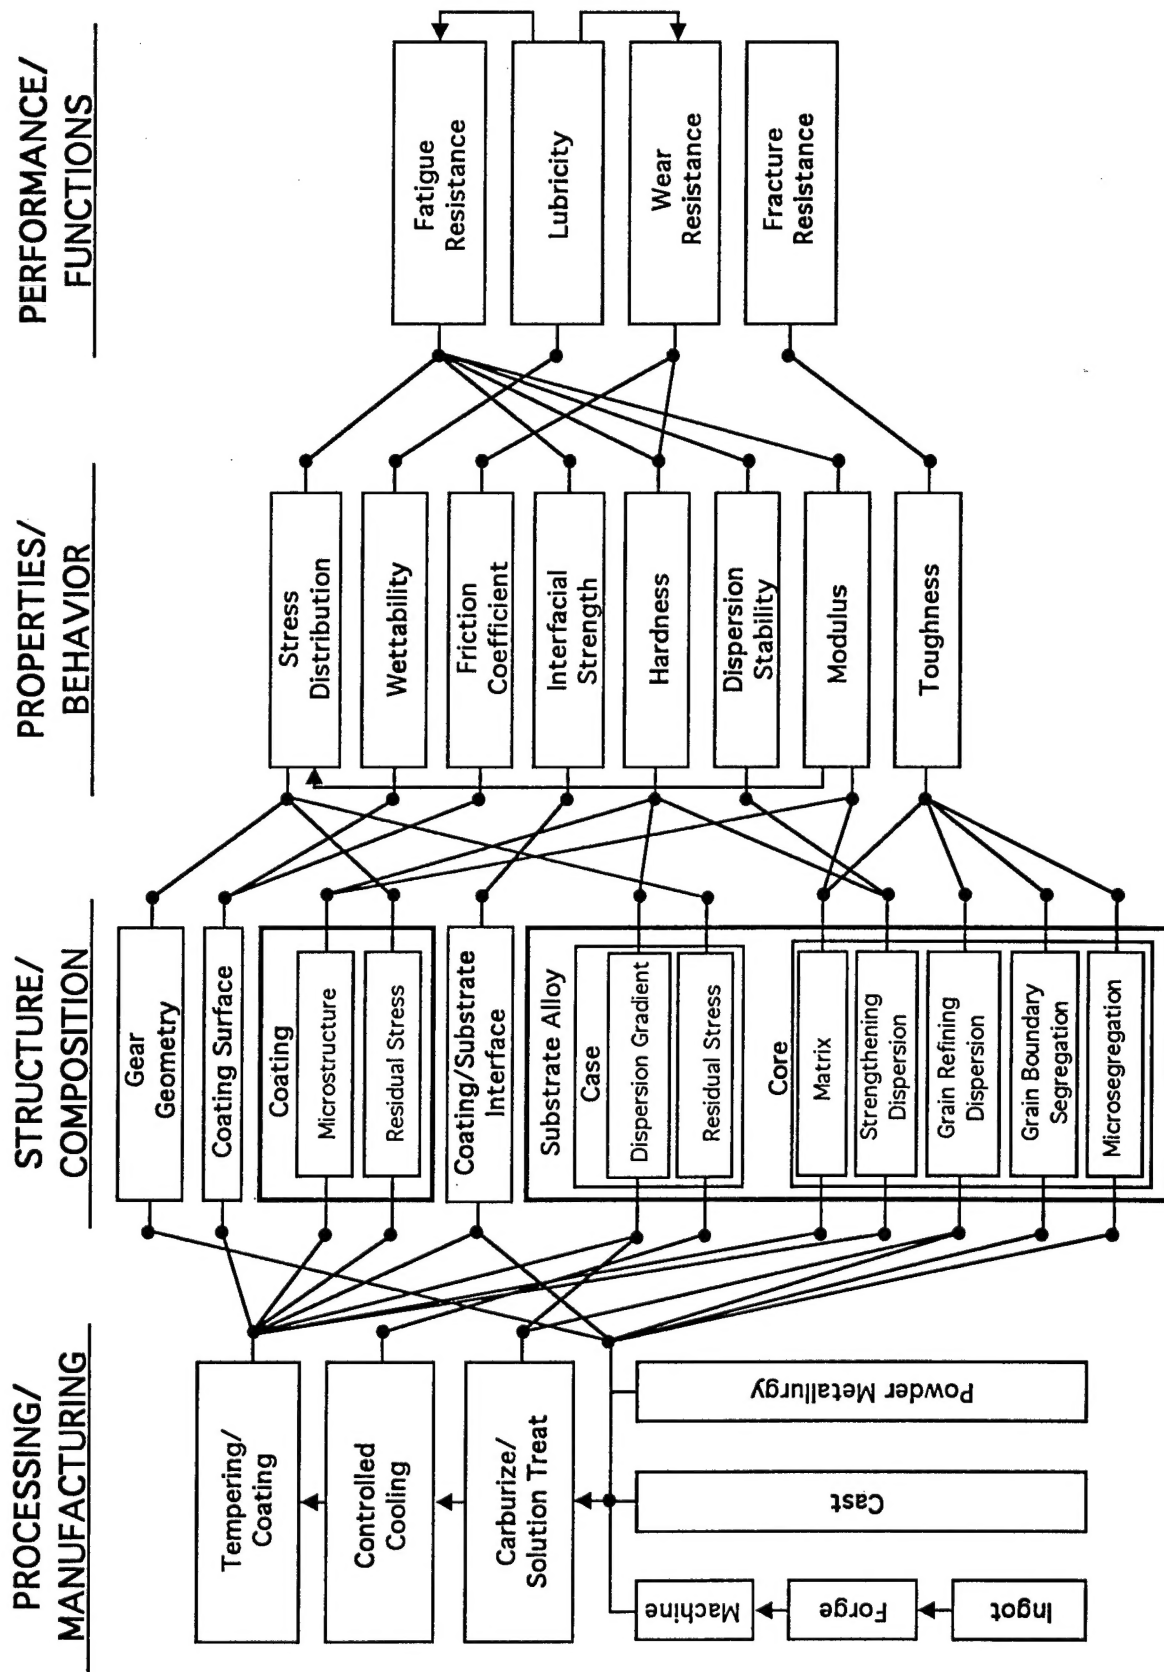 PROCESSING/
MANUFACTURING
Tempering/
Coating
Controlled
Cooling
Carburize/
Solution Treat
Machine
Forge
Ingot
Cast
Powder Metallurgy
STRUCTURE/
COMPOSITION
Gear
Geometry
Coating Surface
Coating
Microstructure
Residual Stress
Coating/Substrate
Interface
Substrate Alloy
Case
Dispersion Gradient
Residual Stress
Core
Matrix
Strengthening
Dispersion
Grain Refining
Dispersion
Grain Boundary
Segregation
Microsegregation
PROPERTIES/
BEHAVIOR
Stress
Distribution
Wettability
Friction
Coefficient
Interfacial
Strength
Hardness
Dispersion
Stability
Modulus
Toughness
PERFORMANCE/
FUNCTIONS
Fatigue
Resistance
Lubricity
Wear
Resistance
Fracture
Resistance